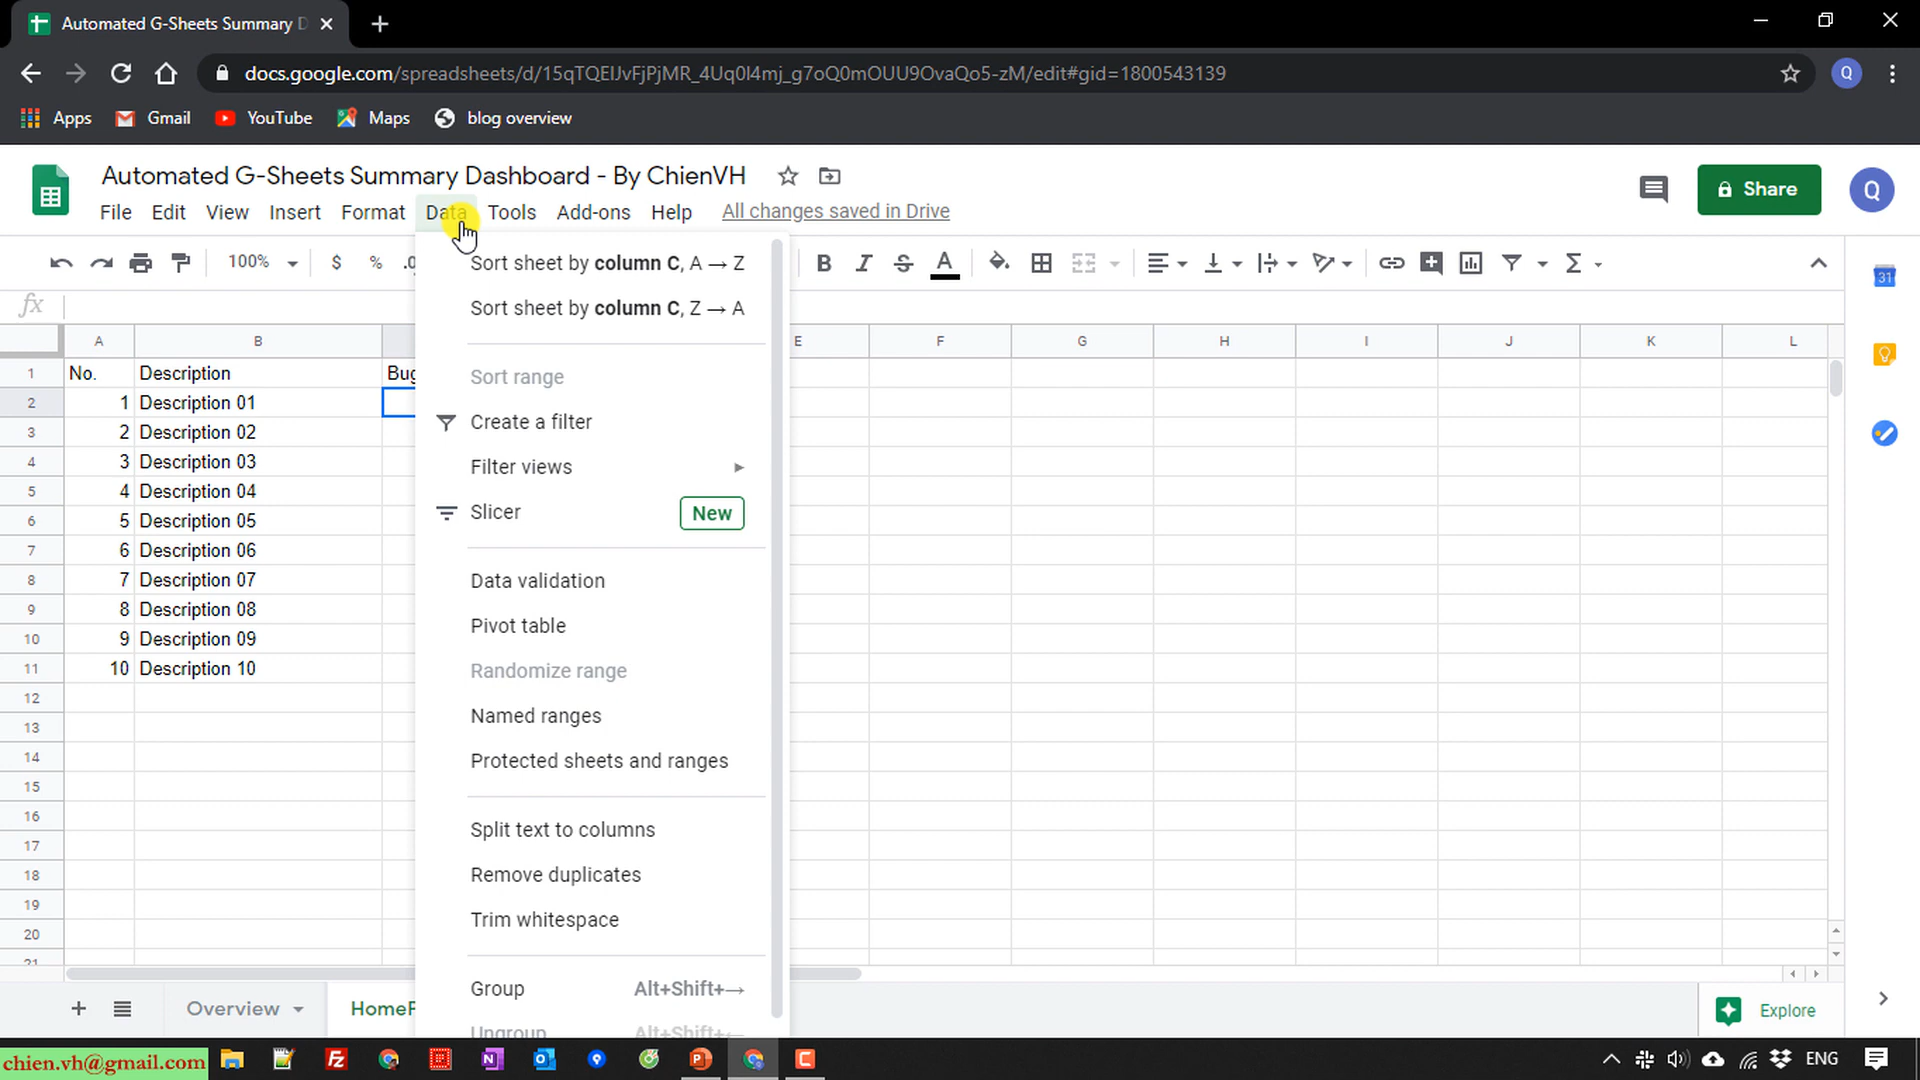 Automated G-Sheets Summary D
docs.google.com/spreadsheets/d/15qTQEIJvFjPjMR_4Uq0l4mj_g7oQ0mOUU9OvaQo5-zM/edit#gid=1800543139
Q
Apps Gmail YouTube Maps blog overview
Automated G-Sheets Summary Dashboard - By ChienVH
Share
Q
File Edit View Insert Format Data Tools Add-ons Help All changes saved in Drive
100% $ % .0 B I S A Σ
31
fx
A B E F G H I J K L
1 No. Description Bug
2 1 Description 01
3 2 Description 02
4 3 Description 03
5 4 Description 04
6 5 Description 05
7 6 Description 06
8 7 Description 07
9 8 Description 08
10 9 Description 09
11 10 Description 10
12
13
14
15
16
17
18
19
20
21
Sort sheet by column C, A → Z
Sort sheet by column C, Z → A
Sort range
Create a filter
Filter views
Slicer New
Data validation
Pivot table
Randomize range
Named ranges
Protected sheets and ranges
Split text to columns
Remove duplicates
Trim whitespace
Group Alt+Shift+→
Ungroup Alt+Shift+←
Overview HomeP
Explore
chien.vh@gmail.com
ENG